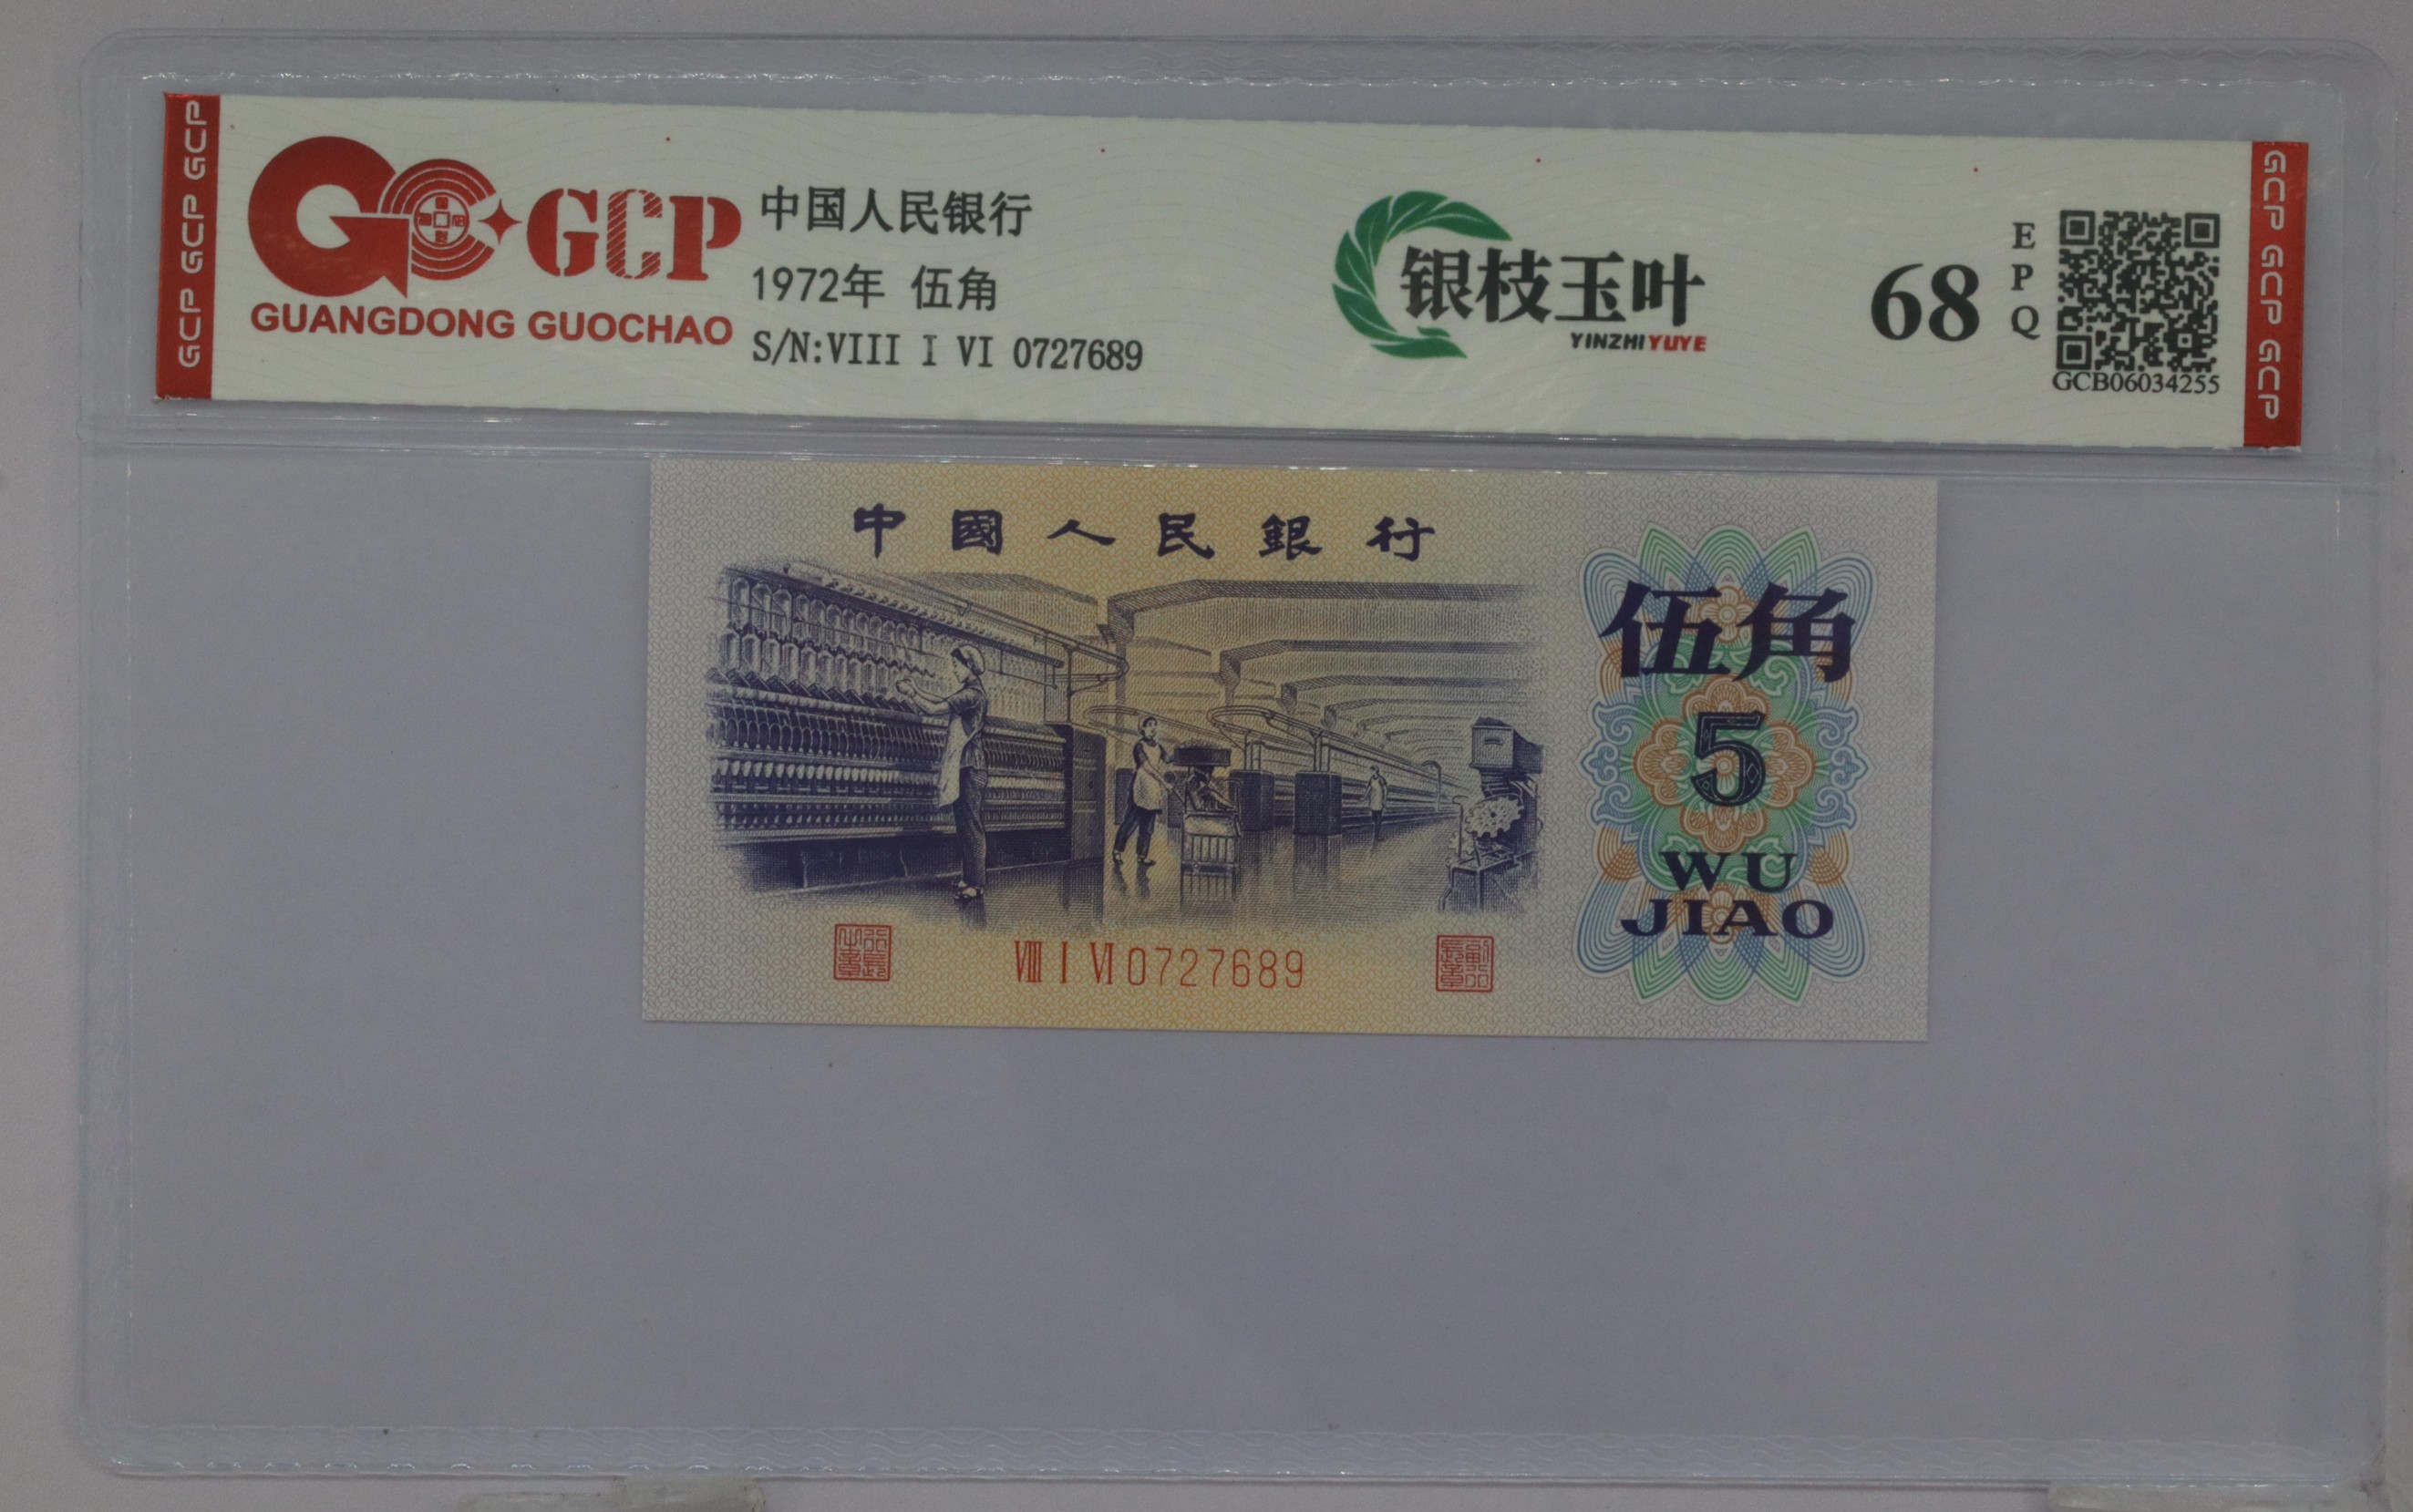 GCP GCP GCP
GCP
GUANGDONG GUOCHAO
中国人民银行
1972年 伍角
S/N:VIII I VI 0727689
银枝玉叶
YINZHIYUYE
68
EPQ
GCB06034255
GCP GCP GCP
中國人民銀行
伍角
5
WU
JIAO
VIII I VI 0727689